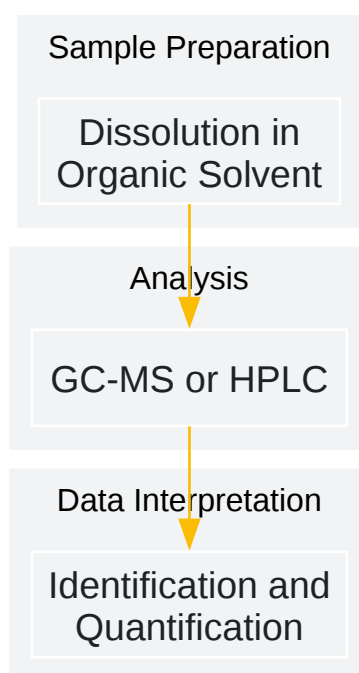 Sample Preparation
Dissolution in
Organic Solvent
Analysis
GC-MS or HPLC
Data Interpretation
Identification and
Quantification